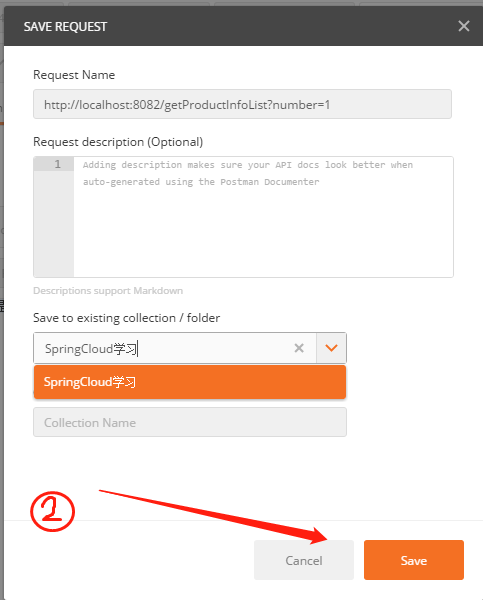 SAVE REQUEST
Request Name
http://localhost:8082/getProductInfoList?number=1
Request description (Optional)
1 Adding description makes sure your API docs look better when
auto-generated using the Postman Documenter
Descriptions support Markdown
Save to existing collection / folder
SpringCloud学习
SpringCloud学习
Collection Name
2
Cancel Save